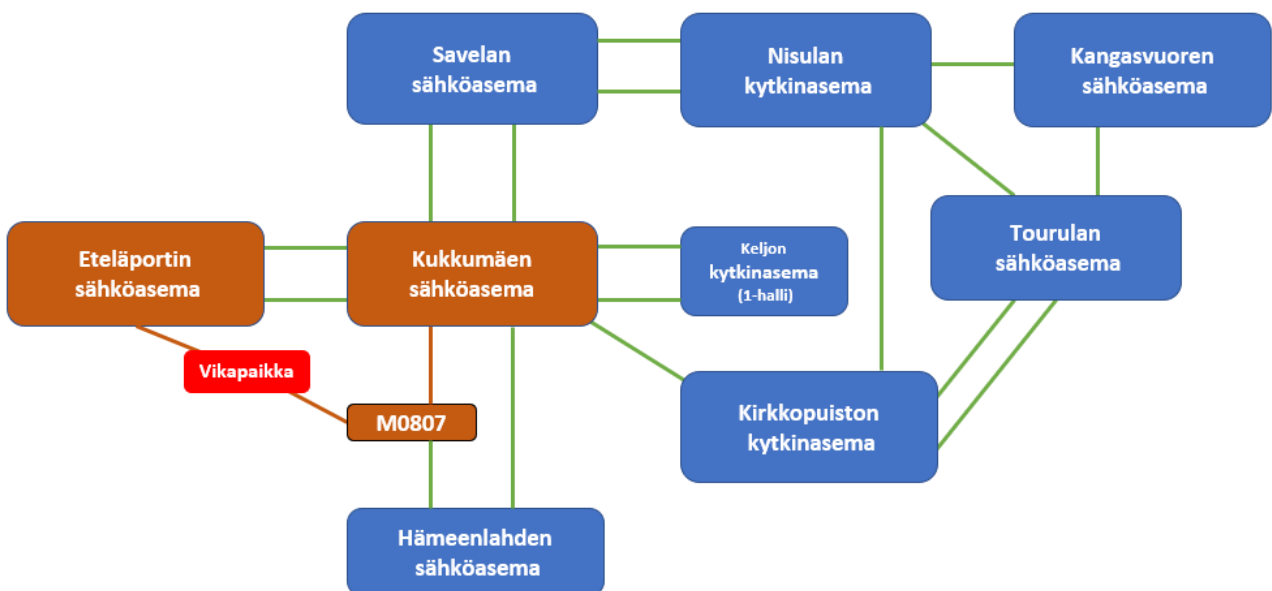 Savelan
sähköasema
Nisulan
kytkinasema
Kangasvuoren
sähköasema
Eteläportin
sähköasema
Kukkumäen
sähköasema
Keljon
kytkinasema
(1-halli)
Tourulan
sähköasema
Vikapaikka
M0807
Kirkkopuiston
kytkinasema
Hämeenlahden
sähköasema